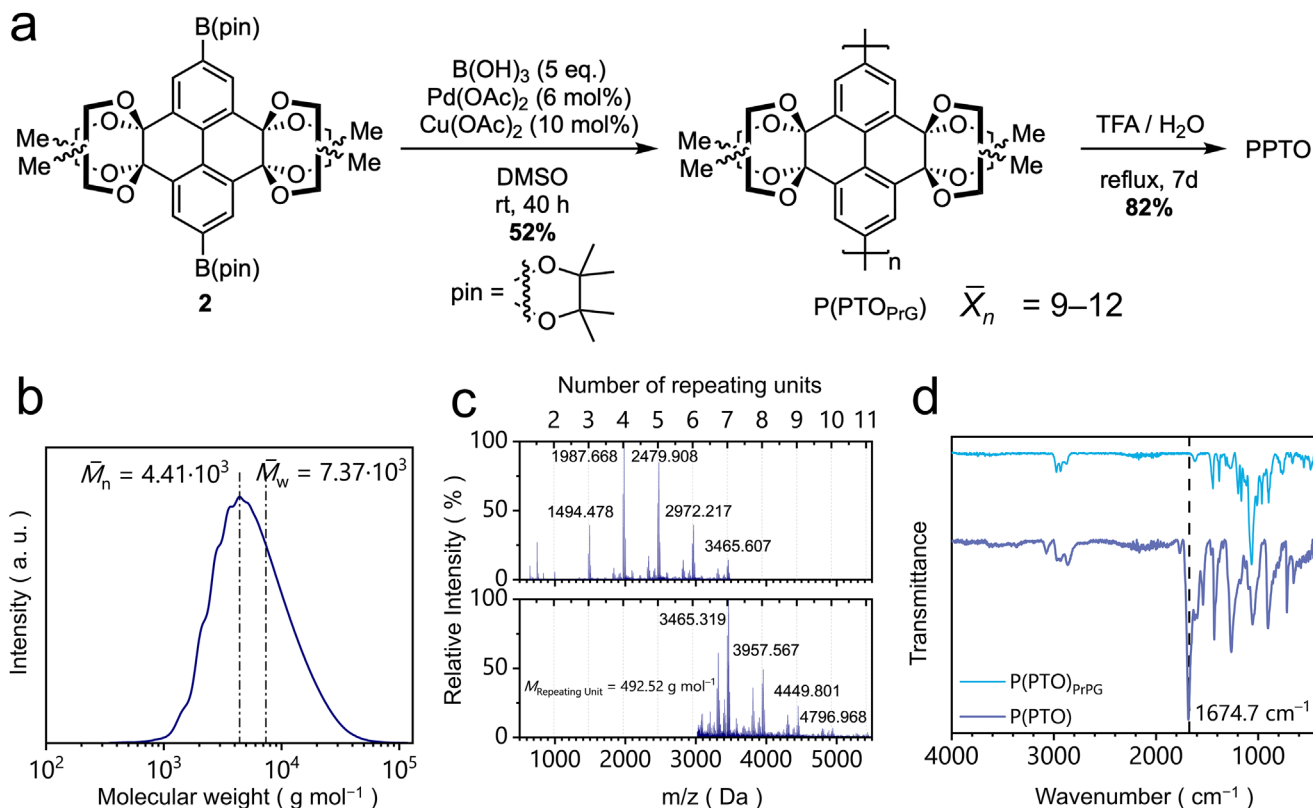 a
B(pin)
O
O
O
O
Me
Me
O
O
O
O
Me
Me
B(pin)
2
B(OH)3 (5 eq.)
Pd(OAc)2 (6 mol%)
Cu(OAc)2 (10 mol%)
DMSO
rt, 40 h
52%
pin =
O
O
O
O
O
O
Me
Me
O
O
O
O
Me
Me
n
P(PTOPrG) X̄n = 9–12
TFA / H2O
reflux, 7d
82%
PPTO
b
M̄n = 4.41·10³
M̄w = 7.37·10³
Intensity ( a. u. )
10² 10³ 10⁴ 10⁵
Molecular weight ( g mol⁻¹ )
c
Number of repeating units
2 3 4 5 6 7 8 9 10 11
100
50
0
1494.478
1987.668
2479.908
2972.217
3465.607
Relative Intensity ( % )
100
50
0
3465.319
3957.567
MRepeating Unit = 492.52 g mol⁻¹
4449.801
4796.968
1000 2000 3000 4000 5000
m/z ( Da )
d
Transmittance
P(PTO)PrPG
P(PTO)
1674.7 cm⁻¹
4000 3000 2000 1000
Wavenumber ( cm⁻¹ )